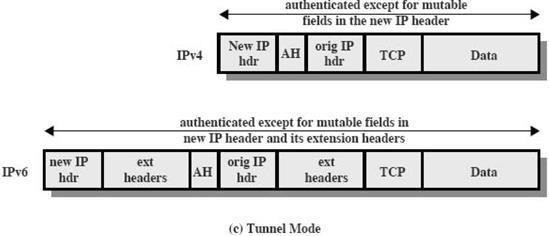 authenticated except for mutable
fields in the new IP header
IPv4 New IP hdr AH orig IP hdr TCP Data
authenticated except for mutable fields in
new IP header and its extension headers
IPv6 new IP hdr ext headers AH orig IP hdr ext headers TCP Data
(c) Tunnel Mode